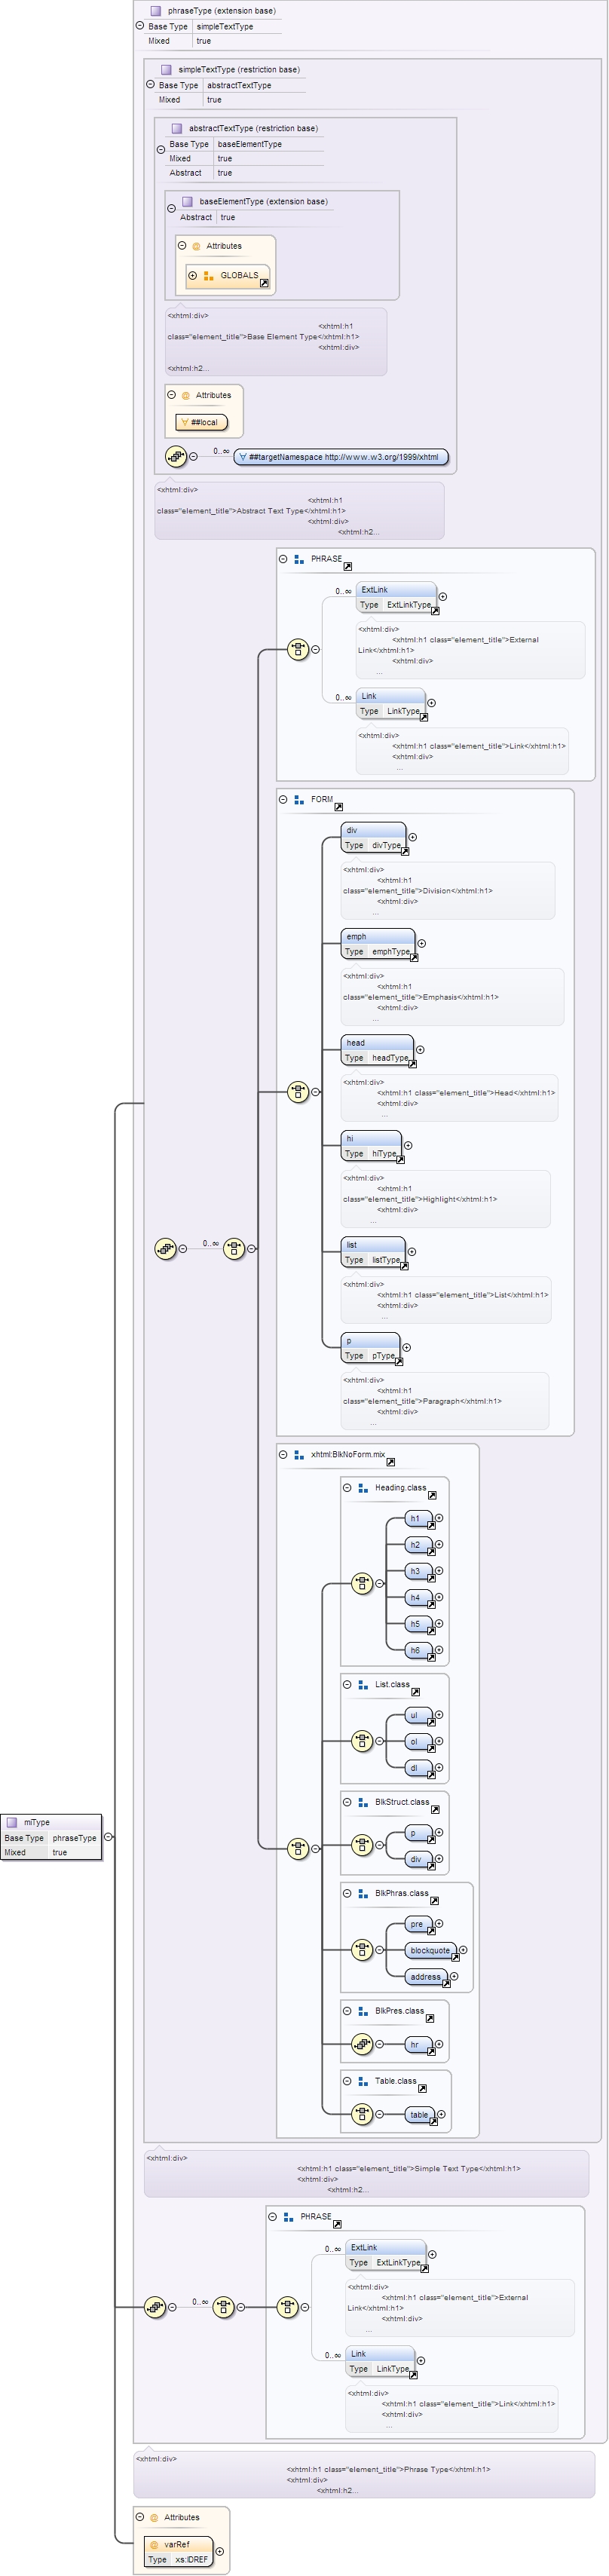 phraseType (extension base)
Base Type simpleTextType
Mixed true
simpleTextType (restriction base)
Base Type abstractTextType
Mixed true
abstractTextType (restriction base)
Base Type baseElementType
Mixed true
Abstract true
baseElementType (extension base)
Abstract true
@ Attributes
GLOBALS
<xhtml:div>
<xhtml:h1
class="element_title">Base Element Type</xhtml:h1>
<xhtml:div>
<xhtml:h2...
@ Attributes
##local
0..∞
##targetNamespace http://www.w3.org/1999/xhtml
<xhtml:div>
<xhtml:h1
class="element_title">Abstract Text Type</xhtml:h1>
<xhtml:div>
<xhtml:h2...
PHRASE
0..∞
ExtLink
Type ExtLinkType
<xhtml:div>
<xhtml:h1 class="element_title">External
Link</xhtml:h1>
<xhtml:div>
...
0..∞
Link
Type LinkType
<xhtml:div>
<xhtml:h1 class="element_title">Link</xhtml:h1>
<xhtml:div>
...
FORM
div
Type divType
<xhtml:div>
<xhtml:h1
class="element_title">Division</xhtml:h1>
<xhtml:div>
...
emph
Type emphType
<xhtml:div>
<xhtml:h1
class="element_title">Emphasis</xhtml:h1>
<xhtml:div>
...
head
Type headType
<xhtml:div>
<xhtml:h1 class="element_title">Head</xhtml:h1>
<xhtml:div>
...
hi
Type hiType
<xhtml:div>
<xhtml:h1
class="element_title">Highlight</xhtml:h1>
<xhtml:div>
...
0..∞
list
Type listType
<xhtml:div>
<xhtml:h1 class="element_title">List</xhtml:h1>
<xhtml:div>
...
p
Type pType
<xhtml:div>
<xhtml:h1
class="element_title">Paragraph</xhtml:h1>
<xhtml:div>
...
xhtml:BlkNoForm.mix
Heading.class
h1
h2
h3
h4
h5
h6
List.class
ul
ol
dl
BlkStruct.class
p
div
miType
Base Type phraseType
Mixed true
BlkPhras.class
pre
blockquote
address
BlkPres.class
hr
Table.class
table
<xhtml:div>
<xhtml:h1 class="element_title">Simple Text Type</xhtml:h1>
<xhtml:div>
<xhtml:h2...
PHRASE
0..∞
ExtLink
Type ExtLinkType
<xhtml:div>
<xhtml:h1 class="element_title">External
Link</xhtml:h1>
<xhtml:div>
...
0..∞
0..∞
Link
Type LinkType
<xhtml:div>
<xhtml:h1 class="element_title">Link</xhtml:h1>
<xhtml:div>
...
<xhtml:div>
<xhtml:h1 class="element_title">Phrase Type</xhtml:h1>
<xhtml:div>
<xhtml:h2...
@ Attributes
@ varRef
Type xs:IDREF